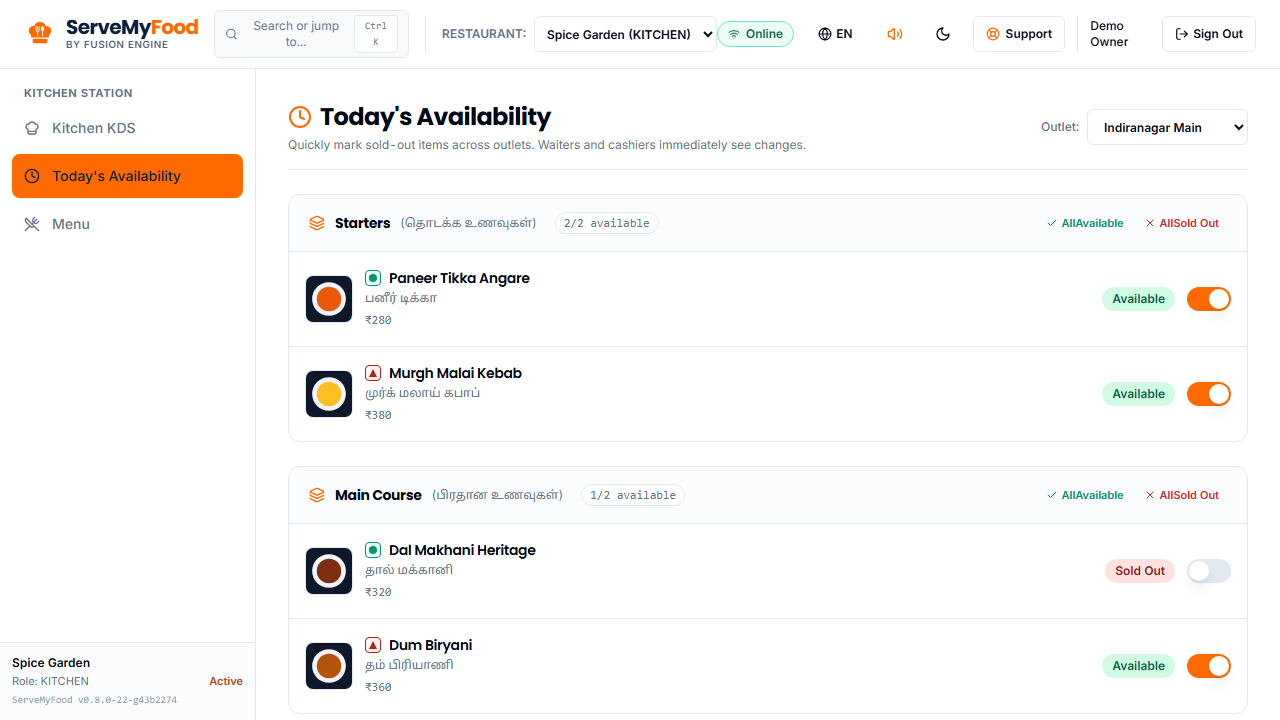 ServeMyFood
BY FUSION ENGINE
Search or jump to...
Ctrl K
RESTAURANT:
Spice Garden (KITCHEN)
Online
EN
Support
Demo Owner
Sign Out
KITCHEN STATION
Kitchen KDS
Today's Availability
Menu
Spice Garden
Role: KITCHEN
Active
ServeMyFood v0.8.0-22-g43b2274
Today's Availability
Quickly mark sold-out items across outlets. Waiters and cashiers immediately see changes.
Outlet:
Indiranagar Main
Starters (தொடக்க உணவுகள்) 2/2 available
AllAvailable
AllSold Out
Paneer Tikka Angare
பனீர் டிக்கா
₹280
Available
Murgh Malai Kebab
முர்க் மலாய் கபாப்
₹380
Available
Main Course (பிரதான உணவுகள்) 1/2 available
AllAvailable
AllSold Out
Dal Makhani Heritage
தால் மக்கானி
₹320
Sold Out
Dum Biryani
தம் பிரியாணி
₹360
Available